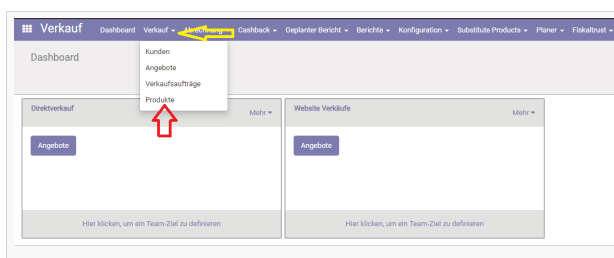 Verkauf Dashboard Verkauf Abrechnung Cashback Geplanter Bericht Berichte Konfiguration Substitute Products Planer Fiskaltrust
Dashboard
Kunden
Angebote
Verkaufsaufträge
Produkte
Direktverkauf Mehr
Angebote
Hier klicken, um ein Team-Ziel zu definieren
Website Verkäufe Mehr
Angebote
Hier klicken, um ein Team-Ziel zu definieren